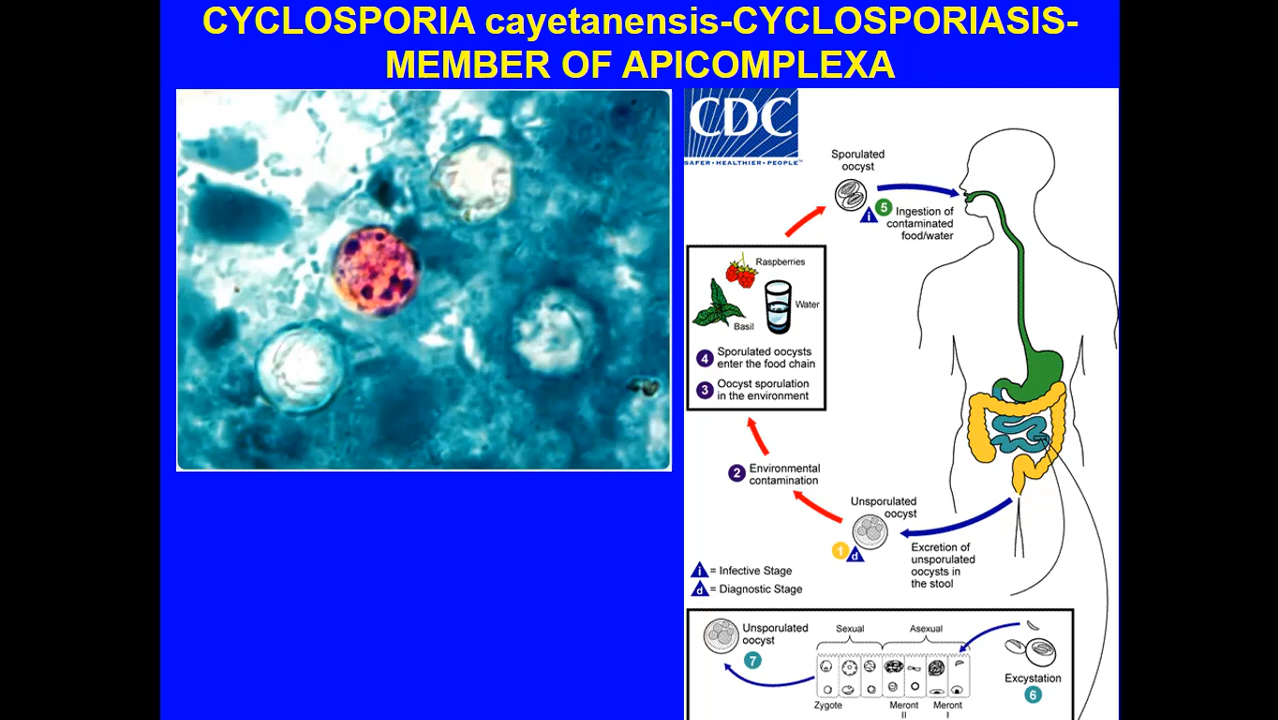 CYCLOSPORIA cayetanensis-CYCLOSPORIASIS-
MEMBER OF APICOMPLEXA
CDC
SAFER•HEALTHIER•PEOPLE™
Sporulated
oocyst
i
5
Ingestion of
contaminated
food/water
Raspberries
Water
Basil
4 Sporulated oocysts
enter the food chain
3 Oocyst sporulation
in the environment
2 Environmental
contamination
Unsporulated
oocyst
1
d
Excretion of
unsporulated
oocysts in
the stool
i = Infective Stage
d = Diagnostic Stage
Unsporulated
oocyst
7
Sexual
Asexual
Zygote
Meront
II
Meront
I
Excystation
6